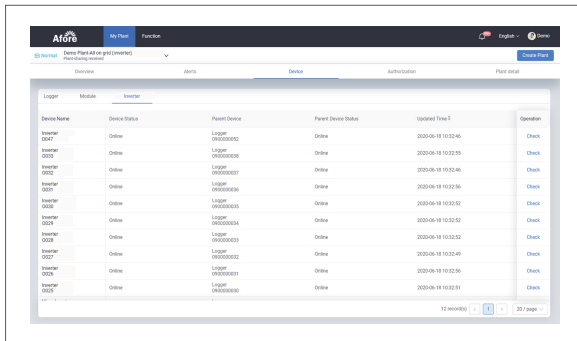 Afore My Plant Function English Demo
Normal Demo Plant-All on grid (inverter) Create Plant
Plant sharing received
Overview Alerts Device Authorization Plant detail
Logger Module Inverter
Device Name Device Status Parent Device Parent Device Status Updated Time Operation
Inverter Logger
0047 Online 0900000052 Online 2020-06-18 10:32:46 Check
Inverter Logger
0033 Online 0900000038 Online 2020-06-18 10:32:55 Check
Inverter Logger
0032 Online 0900000037 Online 2020-06-18 10:32:46 Check
Inverter Logger
0031 Online 0900000036 Online 2020-06-18 10:32:56 Check
Inverter Logger
0030 Online 0900000035 Online 2020-06-18 10:32:52 Check
Inverter Logger
0029 Online 0900000034 Online 2020-06-18 10:32:52 Check
Inverter Logger
0028 Online 0900000033 Online 2020-06-18 10:32:52 Check
Inverter Logger
0027 Online 0900000032 Online 2020-06-18 10:32:49 Check
Inverter Logger
0026 Online 0900000031 Online 2020-06-18 10:32:56 Check
Inverter Logger
0025 Online 0900000030 Online 2020-06-18 10:32:51 Check
12 record(s) < 1 > 20 / page